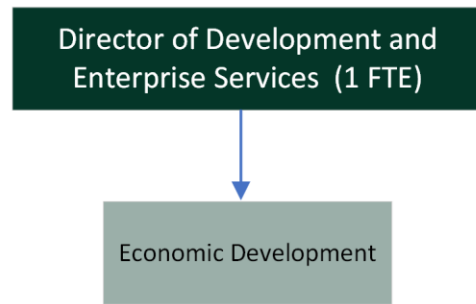 Director of Development and
Enterprise Services (1 FTE)
Economic Development